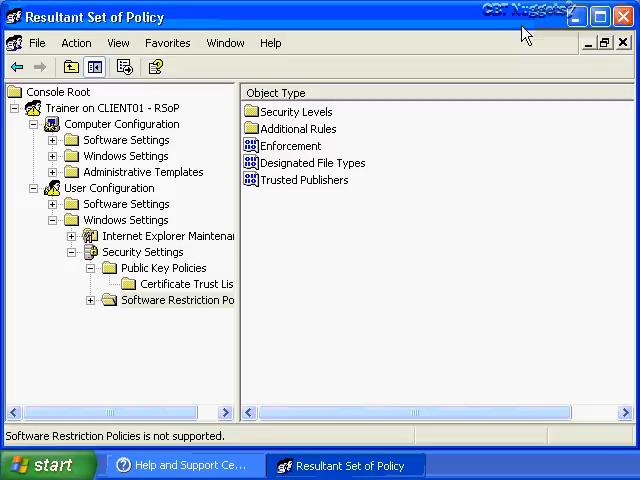 Resultant Set of Policy
CBT Nuggets
File Action View Favorites Window Help
Console Root
Trainer on CLIENT01 - RSoP
Computer Configuration
Software Settings
Windows Settings
Administrative Templates
User Configuration
Software Settings
Windows Settings
Internet Explorer Maintenan
Security Settings
Public Key Policies
Certificate Trust Lis
Software Restriction Po
Object Type
Security Levels
Additional Rules
Enforcement
Designated File Types
Trusted Publishers
Software Restriction Policies is not supported.
start
Help and Support Ce...
Resultant Set of Policy